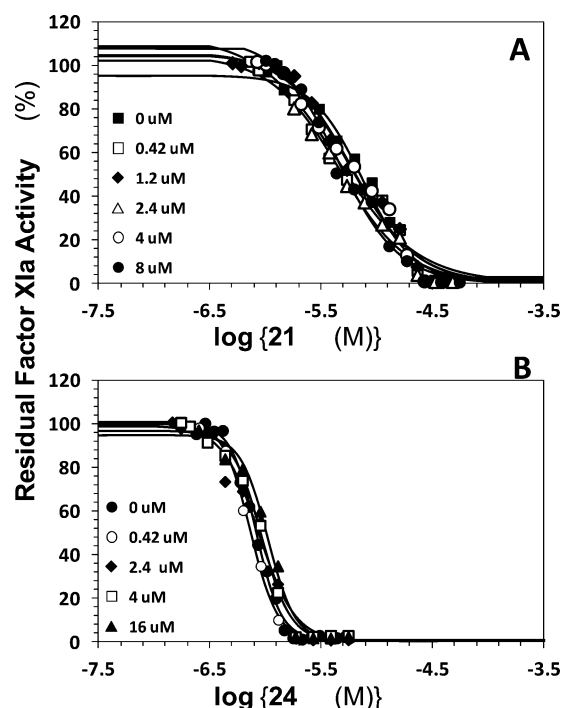 Residual Factor XIa Activity (%)
A
120
100
80
60
40
20
0
0 uM
0.42 uM
1.2 uM
2.4 uM
4 uM
8 uM
-7.5 -6.5 -5.5 -4.5 -3.5
log {21 (M)}
B
120
100
80
60
40
20
0
0 uM
0.42 uM
2.4 uM
4 uM
16 uM
-7.5 -6.5 -5.5 -4.5 -3.5
log {24 (M)}